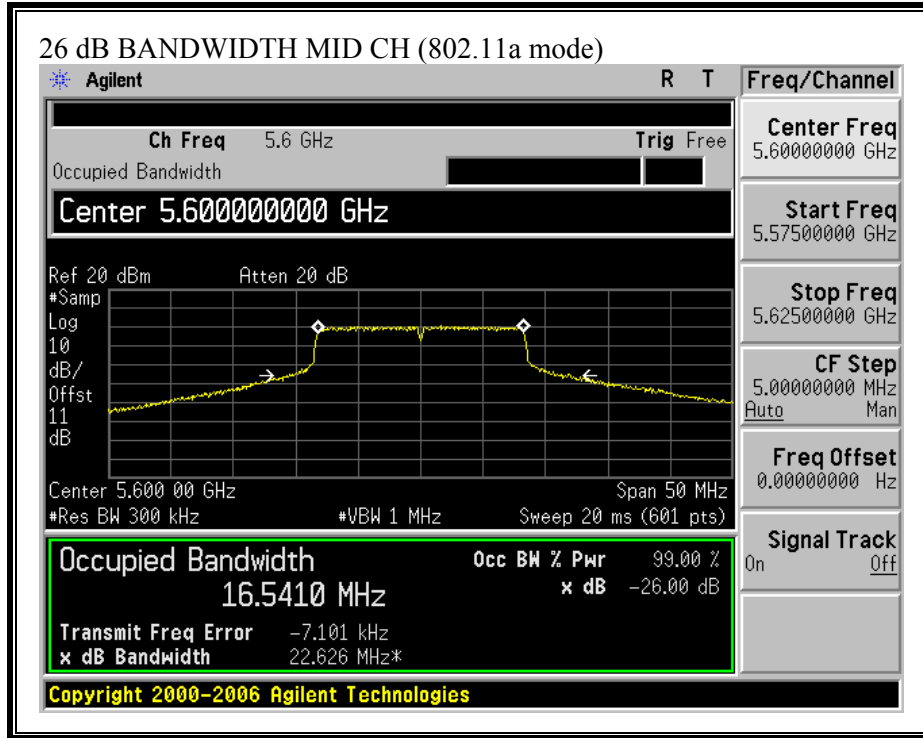 26 dB BANDWIDTH MID CH (802.11a mode)
Agilent R T
Ch Freq 5.6 GHz Trig Free
Occupied Bandwidth
Center 5.600000000 GHz
Ref 20 dBm Atten 20 dB
#Samp
Log
10
dB/
Offst
11
dB
Center 5.600 00 GHz Span 50 MHz
#Res BW 300 kHz #VBW 1 MHz Sweep 20 ms (601 pts)
Occupied Bandwidth
16.5410 MHz
Occ BW % Pwr 99.00 %
x dB -26.00 dB
Transmit Freq Error -7.101 kHz
x dB Bandwidth 22.626 MHz*
Copyright 2000-2006 Agilent Technologies
Freq/Channel
Center Freq
5.60000000 GHz
Start Freq
5.57500000 GHz
Stop Freq
5.62500000 GHz
CF Step
5.00000000 MHz
Auto Man
Freq Offset
0.00000000 Hz
Signal Track
On Off